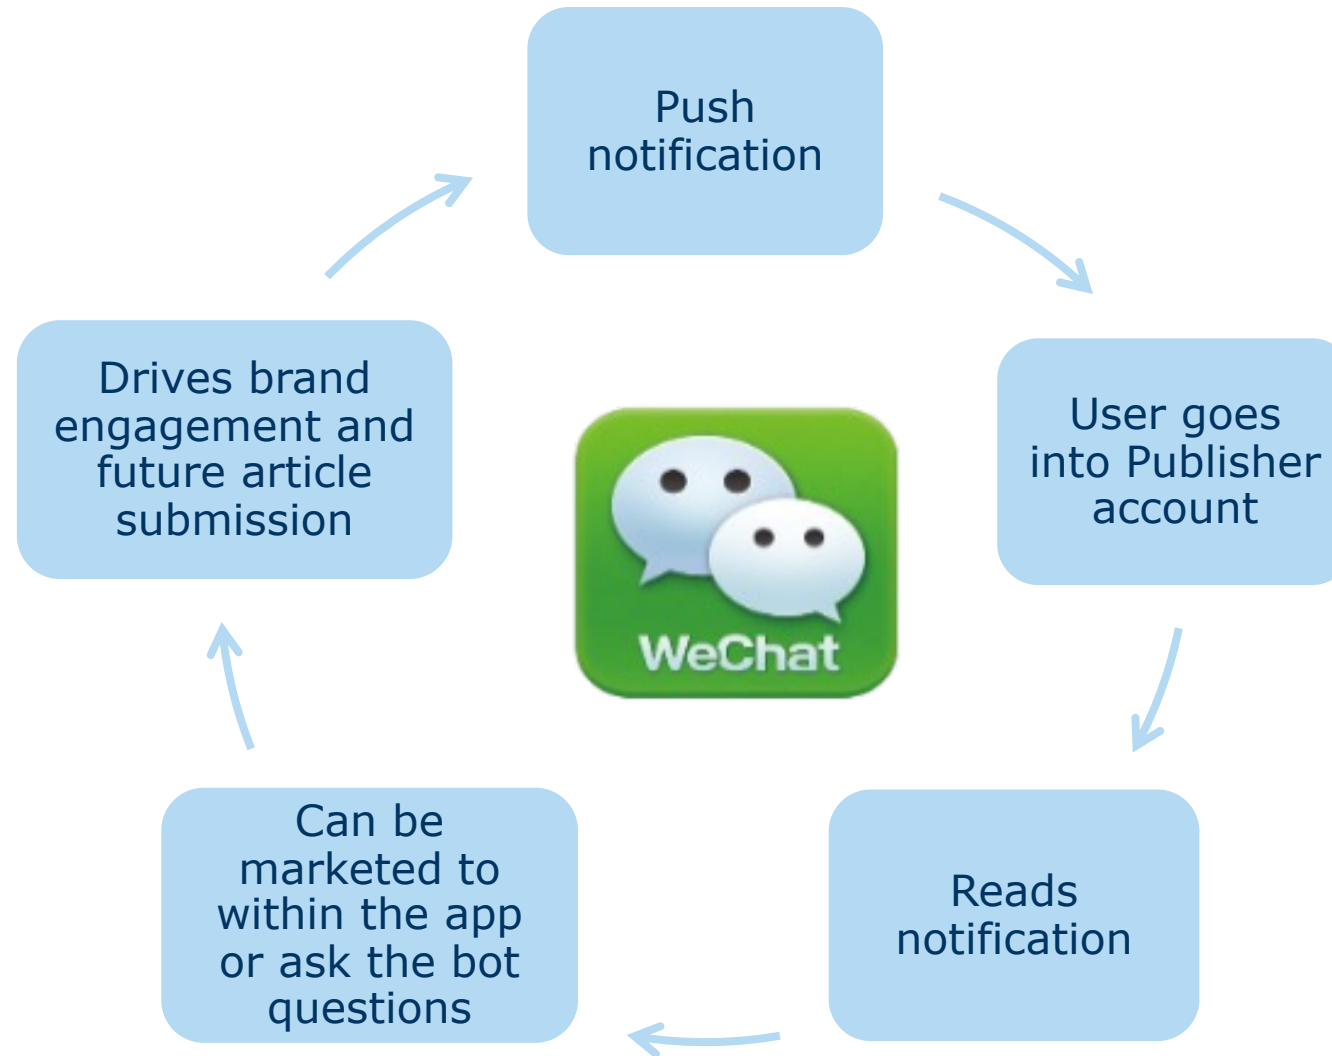 Push
notification
User goes
into Publisher
account
Reads
notification
Can be
marketed to
within the app
or ask the bot
questions
Drives brand
engagement and
future article
submission
WeChat